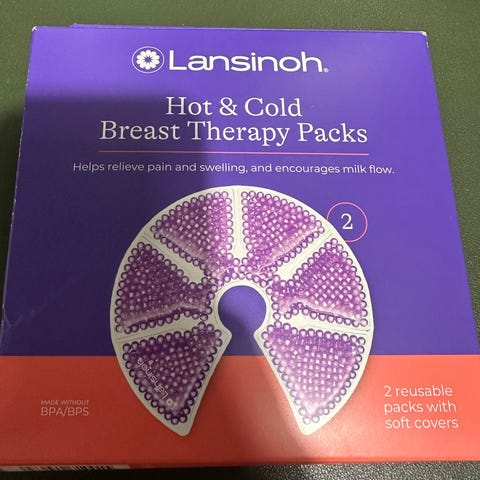 Lansinoh®
Hot & Cold
Breast Therapy Packs
Helps relieve pain and swelling, and encourages milk flow.
2
Lansinoh
MADE WITHOUT
BPA/BPS
2 reusable
packs with
soft covers